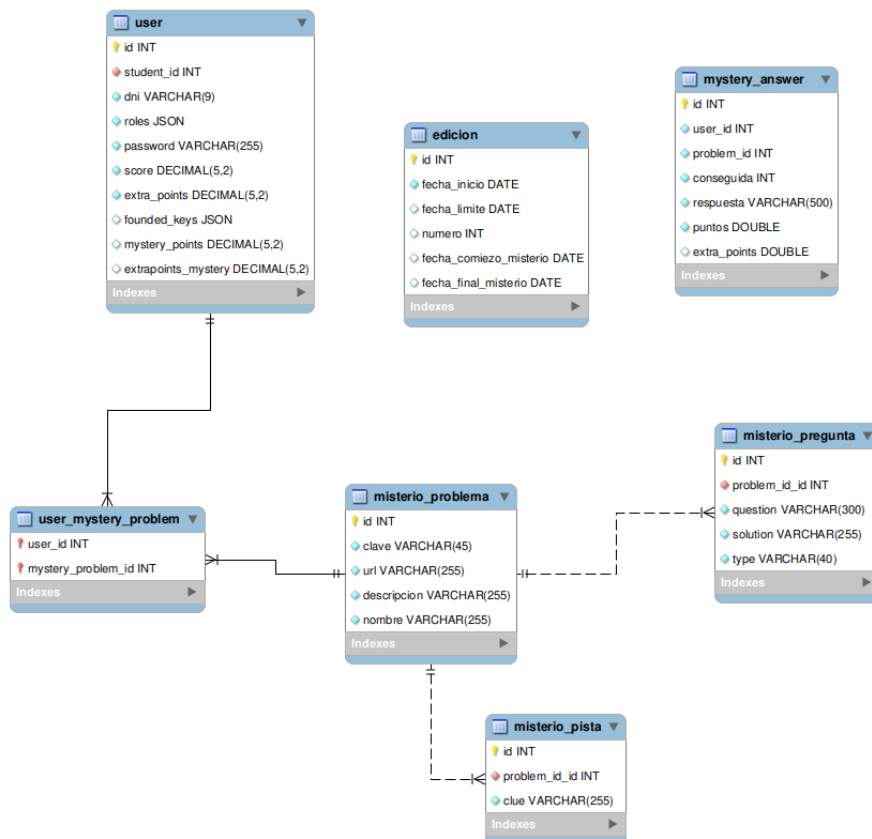 user
id INT
student_id INT
dni VARCHAR(9)
roles JSON
password VARCHAR(255)
score DECIMAL(5,2)
extra_points DECIMAL(5,2)
founded_keys JSON
mystery_points DECIMAL(5,2)
extrapoints_mystery DECIMAL(5,2)
Indexes
edicion
id INT
fecha_inicio DATE
fecha_limite DATE
numero INT
fecha_comiezo_misterio DATE
fecha_final_misterio DATE
Indexes
mystery_answer
id INT
user_id INT
problem_id INT
conseguida INT
respuesta VARCHAR(500)
puntos DOUBLE
extra_points DOUBLE
Indexes
user_mystery_problem
user_id INT
mystery_problem_id INT
Indexes
misterio_problema
id INT
clave VARCHAR(45)
url VARCHAR(255)
descripcion VARCHAR(255)
nombre VARCHAR(255)
Indexes
misterio_pregunta
id INT
problem_id_id INT
question VARCHAR(300)
solution VARCHAR(255)
type VARCHAR(40)
Indexes
misterio_pista
id INT
problem_id_id INT
clue VARCHAR(255)
Indexes